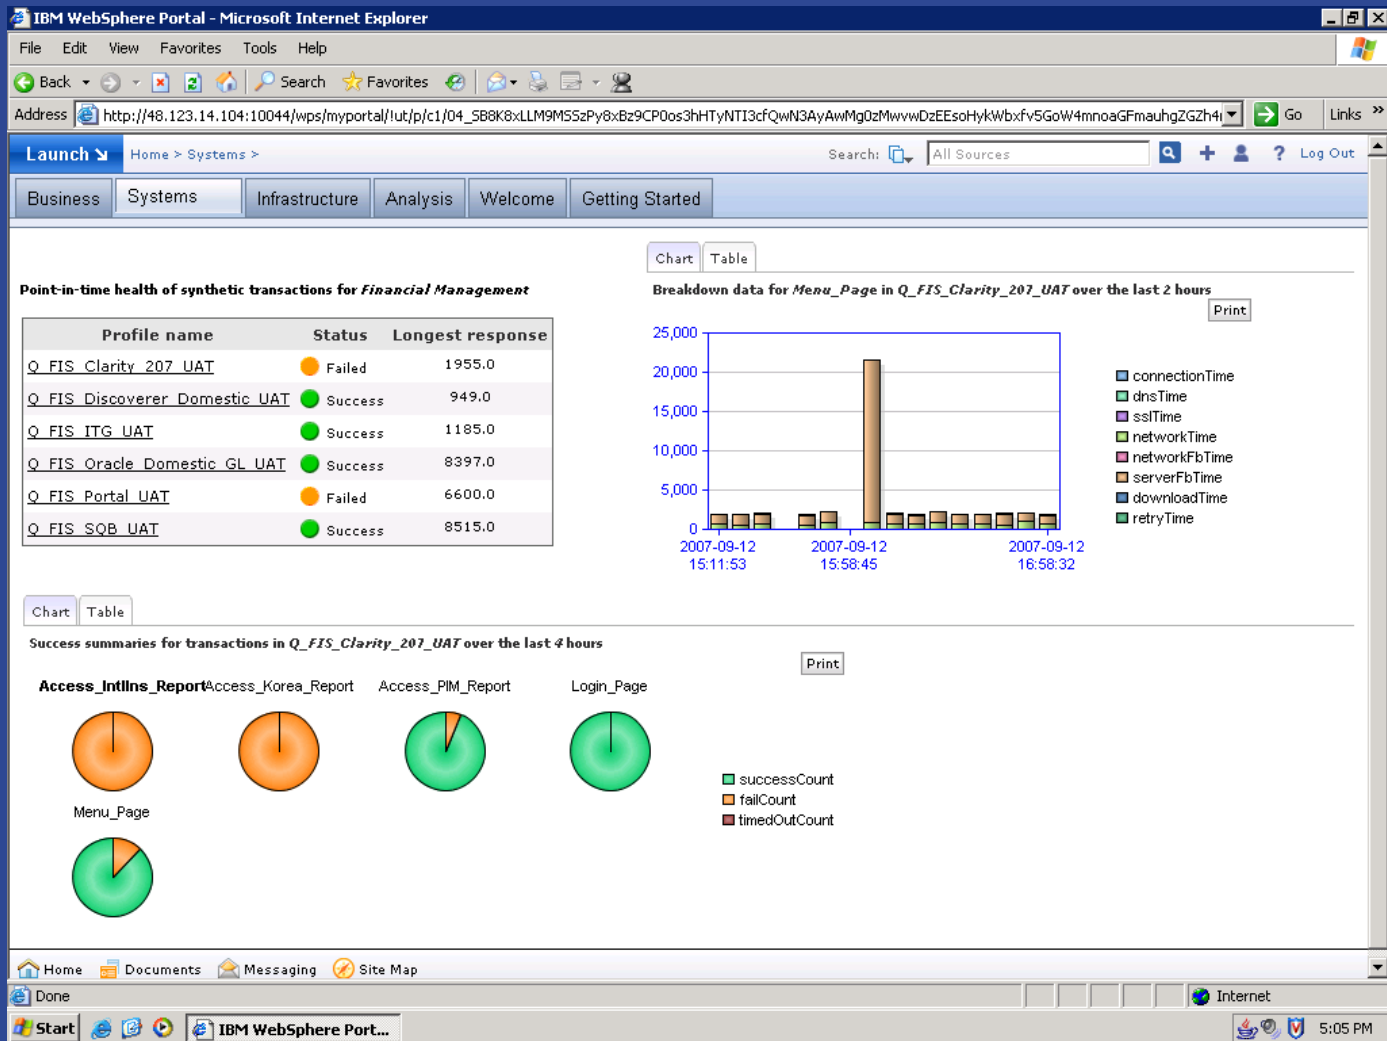 IBM WebSphere Portal - Microsoft Internet Explorer
File Edit View Favorites Tools Help
Back Search Favorites
Address http://48.123.14.104:10044/wps/myportal/!ut/p/c1/ Go Links »
Launch Home > Systems > Search: All Sources ? Log Out
Business Systems Infrastructure Analysis Welcome Getting Started
Chart Table
Point-in-time health of synthetic transactions for Financial Management
Profile name Status Longest response
Q_FIS_Clarity_207_UAT Failed 1955.0
Q_FIS_Discoverer_Domestic_UAT Success 949.0
Q_FIS_ITG_UAT Success 1185.0
Q_FIS_Oracle_Domestic_GL_UAT Success 8397.0
Q_FIS_Portal_UAT Failed 6600.0
Q_FIS_SQB_UAT Success 8515.0
Breakdown data for Menu_Page in Q_FIS_Clarity_207_UAT over the last 2 hours
Print
25,000
20,000
15,000
10,000
5,000
0
2007-09-12 2007-09-12 2007-09-12
15:11:53 15:58:45 16:58:32
connectionTime
dnsTime
sslTime
networkTime
networkFbTime
serverFbTime
downloadTime
retryTime
Chart Table
Success summaries for transactions in Q_FIS_Clarity_207_UAT over the last 4 hours
Print
Access_IntlIns_Report Access_Korea_Report Access_PIM_Report Login_Page
Menu_Page
successCount
failCount
timedOutCount
Home Documents Messaging Site Map
Done Internet
Start IBM WebSphere Port... 5:05 PM